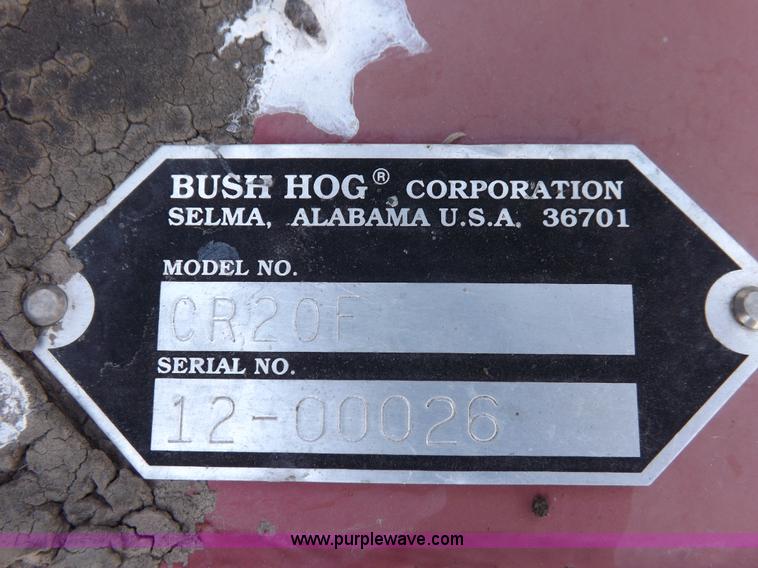 BUSH HOG® CORPORATION
SELMA, ALABAMA U.S.A. 36701
MODEL NO.
CR20F
SERIAL NO.
12-00026
www.purplewave.com